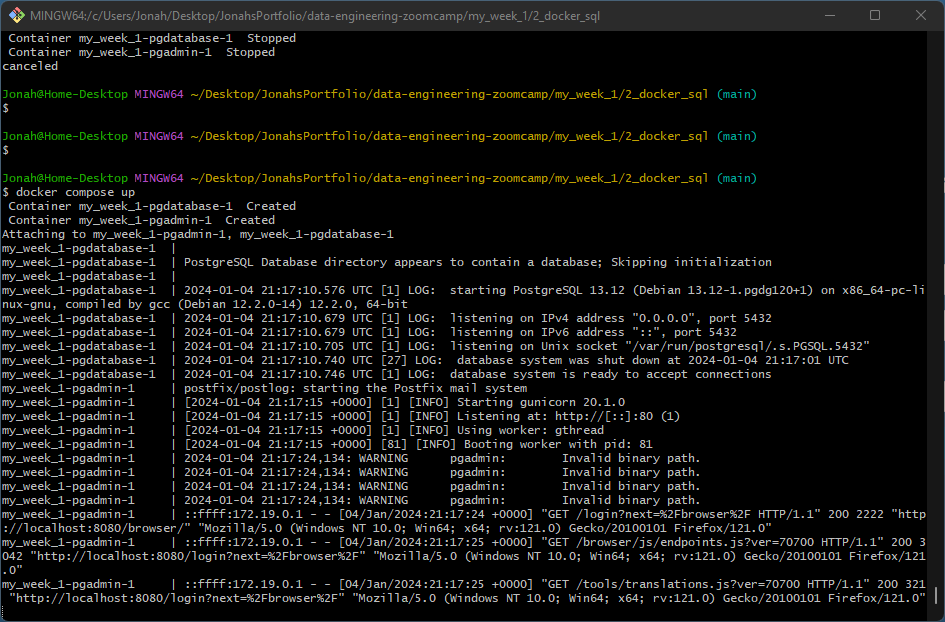 MINGW64:/c/Users/Jonah/Desktop/JonahsPortfolio/data-engineering-zoomcamp/my_week_1/2_docker_sql
Container my_week_1-pgdatabase-1  Stopped
Container my_week_1-pgadmin-1  Stopped
canceled
Jonah@Home-Desktop MINGW64 ~/Desktop/JonahsPortfolio/data-engineering-zoomcamp/my_week_1/2_docker_sql (main)
$
Jonah@Home-Desktop MINGW64 ~/Desktop/JonahsPortfolio/data-engineering-zoomcamp/my_week_1/2_docker_sql (main)
$
Jonah@Home-Desktop MINGW64 ~/Desktop/JonahsPortfolio/data-engineering-zoomcamp/my_week_1/2_docker_sql (main)
$ docker compose up
Container my_week_1-pgdatabase-1  Created
Container my_week_1-pgadmin-1  Created
Attaching to my_week_1-pgadmin-1, my_week_1-pgdatabase-1
my_week_1-pgdatabase-1  |
my_week_1-pgdatabase-1  | PostgreSQL Database directory appears to contain a database; Skipping initialization
my_week_1-pgdatabase-1  |
my_week_1-pgdatabase-1  | 2024-01-04 21:17:10.576 UTC [1] LOG:  starting PostgreSQL 13.12 (Debian 13.12-1.pgdg120+1) on x86_64-pc-li
nux-gnu, compiled by gcc (Debian 12.2.0-14) 12.2.0, 64-bit
my_week_1-pgdatabase-1  | 2024-01-04 21:17:10.679 UTC [1] LOG:  listening on IPv4 address "0.0.0.0", port 5432
my_week_1-pgdatabase-1  | 2024-01-04 21:17:10.679 UTC [1] LOG:  listening on IPv6 address "::", port 5432
my_week_1-pgdatabase-1  | 2024-01-04 21:17:10.705 UTC [1] LOG:  listening on Unix socket "/var/run/postgresql/.s.PGSQL.5432"
my_week_1-pgdatabase-1  | 2024-01-04 21:17:10.740 UTC [27] LOG:  database system was shut down at 2024-01-04 21:17:01 UTC
my_week_1-pgdatabase-1  | 2024-01-04 21:17:10.746 UTC [1] LOG:  database system is ready to accept connections
my_week_1-pgadmin-1     | postfix/postlog: starting the Postfix mail system
my_week_1-pgadmin-1     | [2024-01-04 21:17:15 +0000] [1] [INFO] Starting gunicorn 20.1.0
my_week_1-pgadmin-1     | [2024-01-04 21:17:15 +0000] [1] [INFO] Listening at: http://[::]:80 (1)
my_week_1-pgadmin-1     | [2024-01-04 21:17:15 +0000] [1] [INFO] Using worker: gthread
my_week_1-pgadmin-1     | [2024-01-04 21:17:15 +0000] [81] [INFO] Booting worker with pid: 81
my_week_1-pgadmin-1     | 2024-01-04 21:17:24,134: WARNING      pgadmin:        Invalid binary path.
my_week_1-pgadmin-1     | 2024-01-04 21:17:24,134: WARNING      pgadmin:        Invalid binary path.
my_week_1-pgadmin-1     | 2024-01-04 21:17:24,134: WARNING      pgadmin:        Invalid binary path.
my_week_1-pgadmin-1     | 2024-01-04 21:17:24,134: WARNING      pgadmin:        Invalid binary path.
my_week_1-pgadmin-1     | ::ffff:172.19.0.1 - - [04/Jan/2024:21:17:24 +0000] "GET /login?next=%2Fbrowser%2F HTTP/1.1" 200 2222 "http
://localhost:8080/browser/" "Mozilla/5.0 (Windows NT 10.0; Win64; x64; rv:121.0) Gecko/20100101 Firefox/121.0"
my_week_1-pgadmin-1     | ::ffff:172.19.0.1 - - [04/Jan/2024:21:17:25 +0000] "GET /browser/js/endpoints.js?ver=70700 HTTP/1.1" 200 3
042 "http://localhost:8080/login?next=%2Fbrowser%2F" "Mozilla/5.0 (Windows NT 10.0; Win64; x64; rv:121.0) Gecko/20100101 Firefox/121
.0"
my_week_1-pgadmin-1     | ::ffff:172.19.0.1 - - [04/Jan/2024:21:17:25 +0000] "GET /tools/translations.js?ver=70700 HTTP/1.1" 200 321
"http://localhost:8080/login?next=%2Fbrowser%2F" "Mozilla/5.0 (Windows NT 10.0; Win64; x64; rv:121.0) Gecko/20100101 Firefox/121.0"